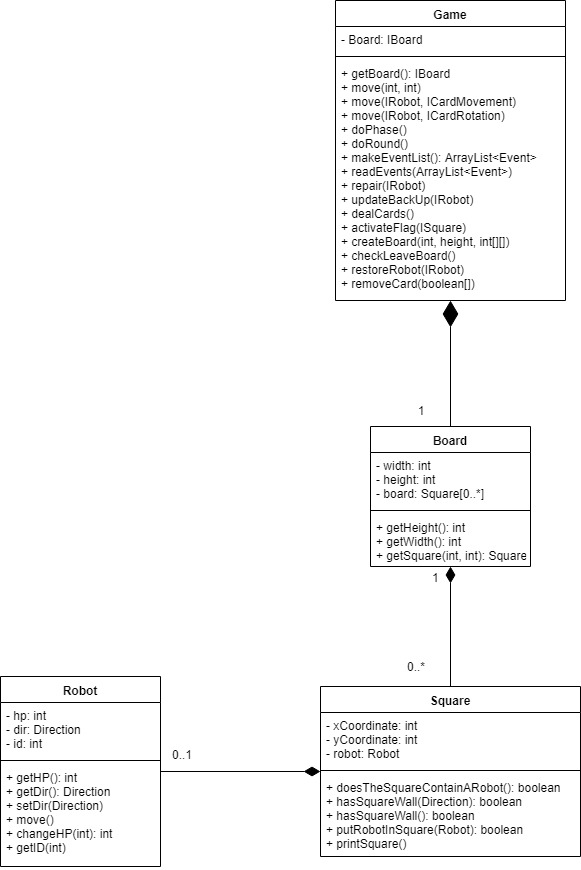 Game
- Board: IBoard
+ getBoard(): IBoard
+ move(int, int)
+ move(IRobot, ICardMovement)
+ move(IRobot, ICardRotation)
+ doPhase()
+ doRound()
+ makeEventList(): ArrayList<Event>
+ readEvents(ArrayList<Event>)
+ repair(IRobot)
+ updateBackUp(IRobot)
+ dealCards()
+ activateFlag(ISquare)
+ createBoard(int, height, int[][])
+ checkLeaveBoard()
+ restoreRobot(IRobot)
+ removeCard(boolean[])
1
Board
- width: int
- height: int
- board: Square[0..*]
+ getHeight(): int
+ getWidth(): int
+ getSquare(int, int): Square
1
0..*
Robot
- hp: int
- dir: Direction
- id: int
+ getHP(): int
+ getDir(): Direction
+ setDir(Direction)
+ move()
+ changeHP(int): int
+ getID(int)
0..1
Square
- xCoordinate: int
- yCoordinate: int
- robot: Robot
+ doesTheSquareContainARobot(): boolean
+ hasSquareWall(Direction): boolean
+ hasSquareWall(): boolean
+ putRobotInSquare(Robot): boolean
+ printSquare()